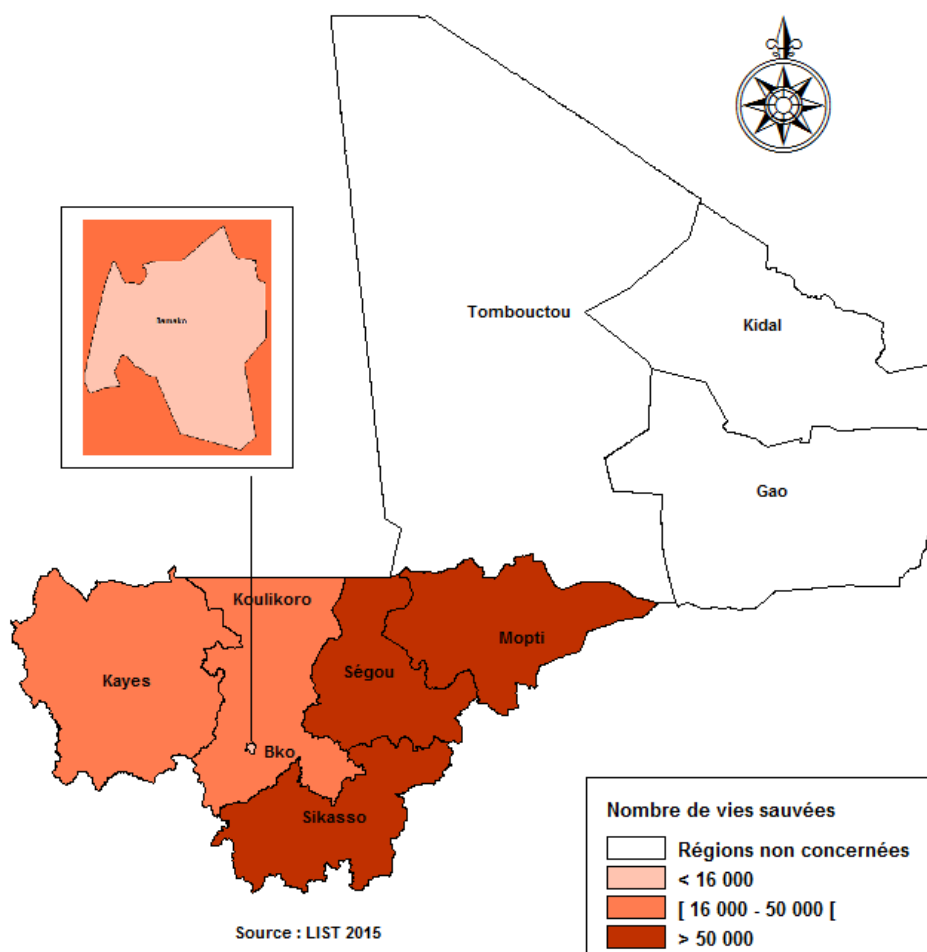 Bamako
Tombouctou
Kidal
Gao
Koulikoro
Mopti
Ségou
Kayes
Bko
Sikasso
Nombre de vies sauvées
Régions non concernées
< 16 000
[ 16 000 - 50 000 [
> 50 000
Source : LIST 2015